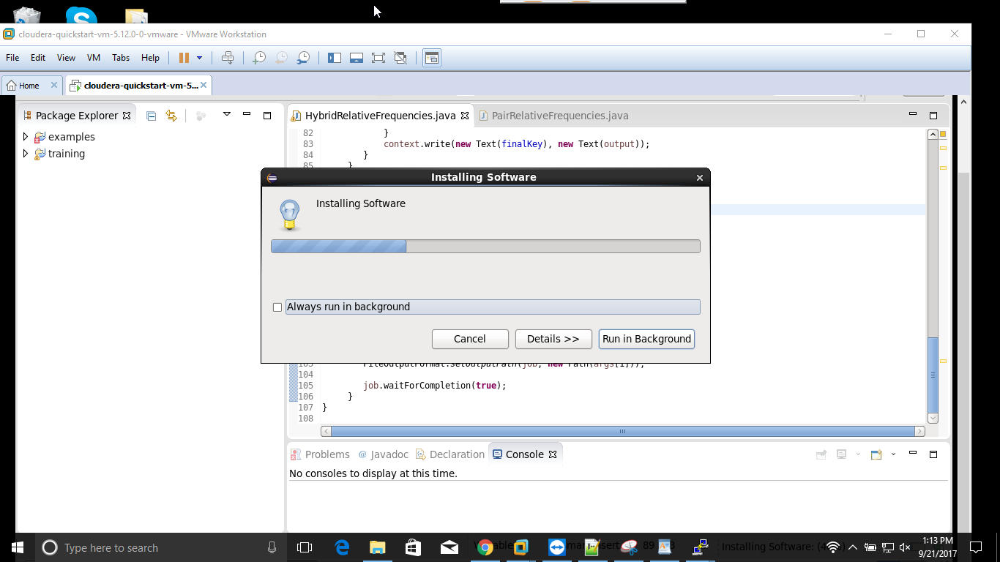 cloudera-quickstart-vm-5.12.0-0-vmware - VMware Workstation
File Edit View VM Tabs Help
Home cloudera-quickstart-vm-5...
Package Explorer
HybridRelativeFrequencies.java PairRelativeFrequencies.java
examples
training
82 }
83 context.write(new Text(finalKey), new Text(output));
84 }
85 }
Installing Software
Installing Software
Always run in background
Cancel Details >> Run in Background
103 FileOutputFormat.setOutputPath(job, new Path(args[1]));
104
105 job.waitForCompletion(true);
106 }
107 }
108
Problems Javadoc Declaration Console
No consoles to display at this time.
Type here to search
Installing Software:
1:13 PM
9/21/2017